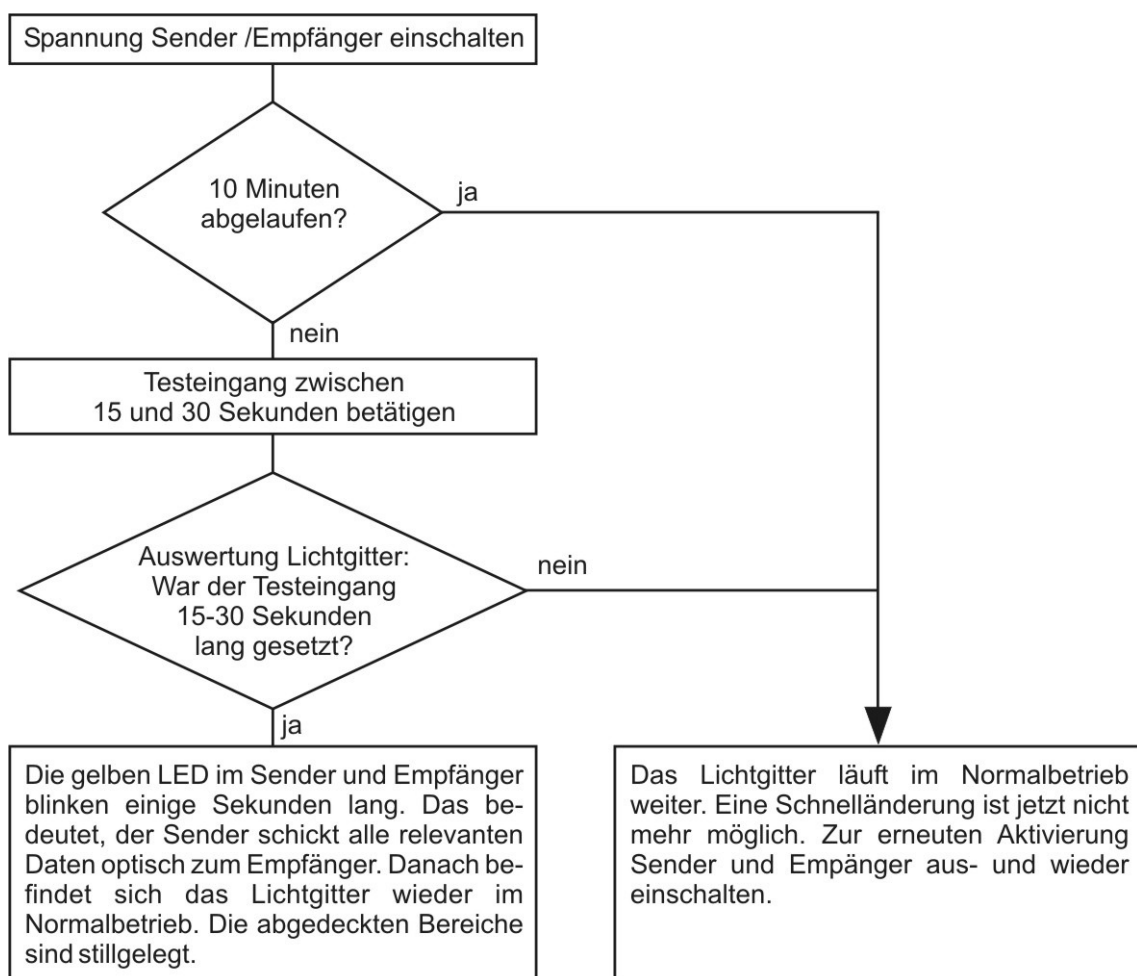 Spannung Sender /Empfänger einschalten
10 Minuten
abgelaufen?
ja
nein
Testeingang zwischen
15 und 30 Sekunden betätigen
Auswertung Lichtgitter:
War der Testeingang
15-30 Sekunden
lang gesetzt?
nein
ja
Die gelben LED im Sender und Empfänger
blinken einige Sekunden lang. Das be-
deutet, der Sender schickt alle relevanten
Daten optisch zum Empfänger. Danach be-
findet sich das Lichtgitter wieder im
Normalbetrieb. Die abgedeckten Bereiche
sind stillgelegt.
Das Lichtgitter läuft im Normalbetrieb
weiter. Eine Schnelländerung ist jetzt nicht
mehr möglich. Zur erneuten Aktivierung
Sender und Empänger aus- und wieder
einschalten.